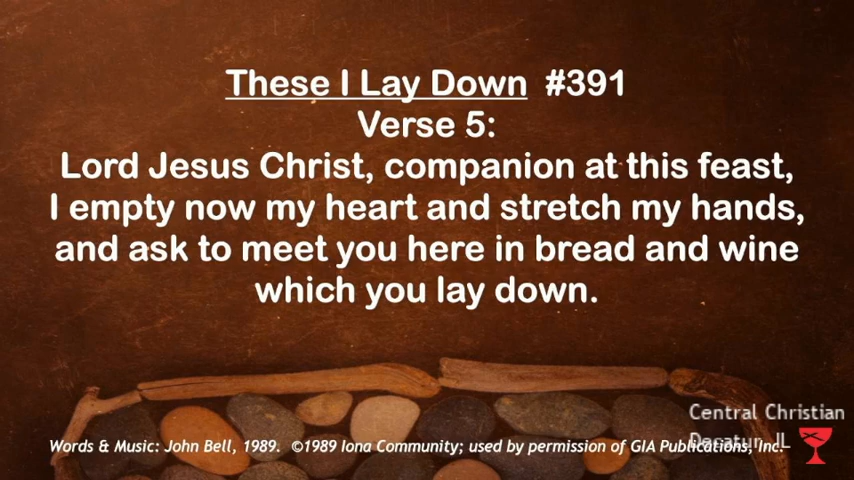 These I Lay Down #391
Verse 5:
Lord Jesus Christ, companion at this feast,
I empty now my heart and stretch my hands,
and ask to meet you here in bread and wine
which you lay down.
Central Christian
Decatur, IL
Words & Music: John Bell, 1989. ©1989 Iona Community; used by permission of GIA Publications, Inc.